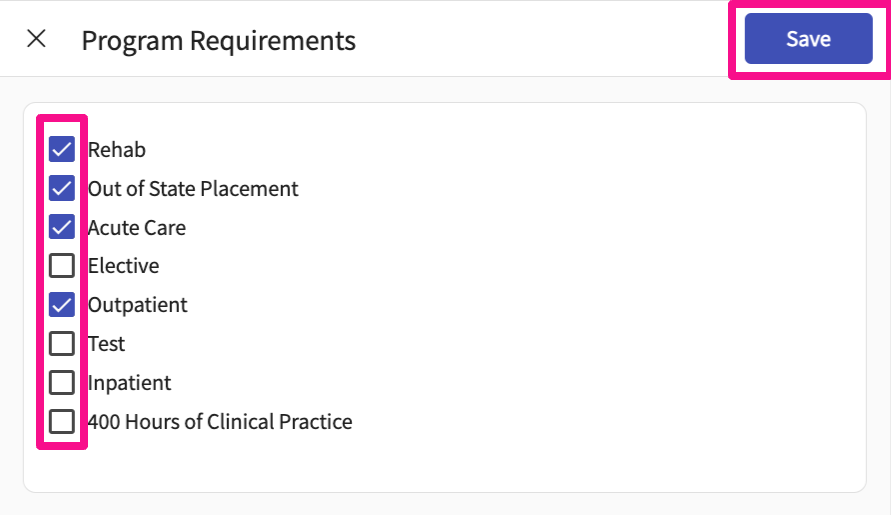 Program Requirements
Save
Rehab
Out of State Placement
Acute Care
Elective
Outpatient
Test
Inpatient
400 Hours of Clinical Practice